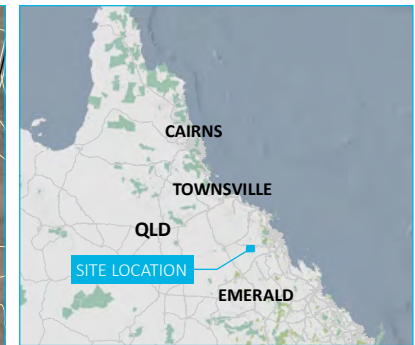 CAIRNS
TOWNSVILLE
QLD
SITE LOCATION
EMERALD